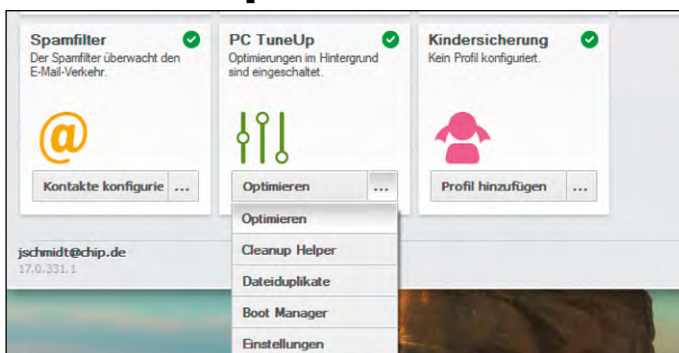 Spamfilter
Der Spamfilter überwacht den
E-Mail-Verkehr.
@
Kontakte konfigurie ...
PC TuneUp
Optimierungen im Hintergrund
sind eingeschaltet.
Optimieren ...
Optimieren
Cleanup Helper
Dateiduplikate
Boot Manager
Einstellungen
Kindersicherung
Kein Profil konfiguriert.
Profil hinzufügen ...
jschmidt@chip.de
17.0.331.1